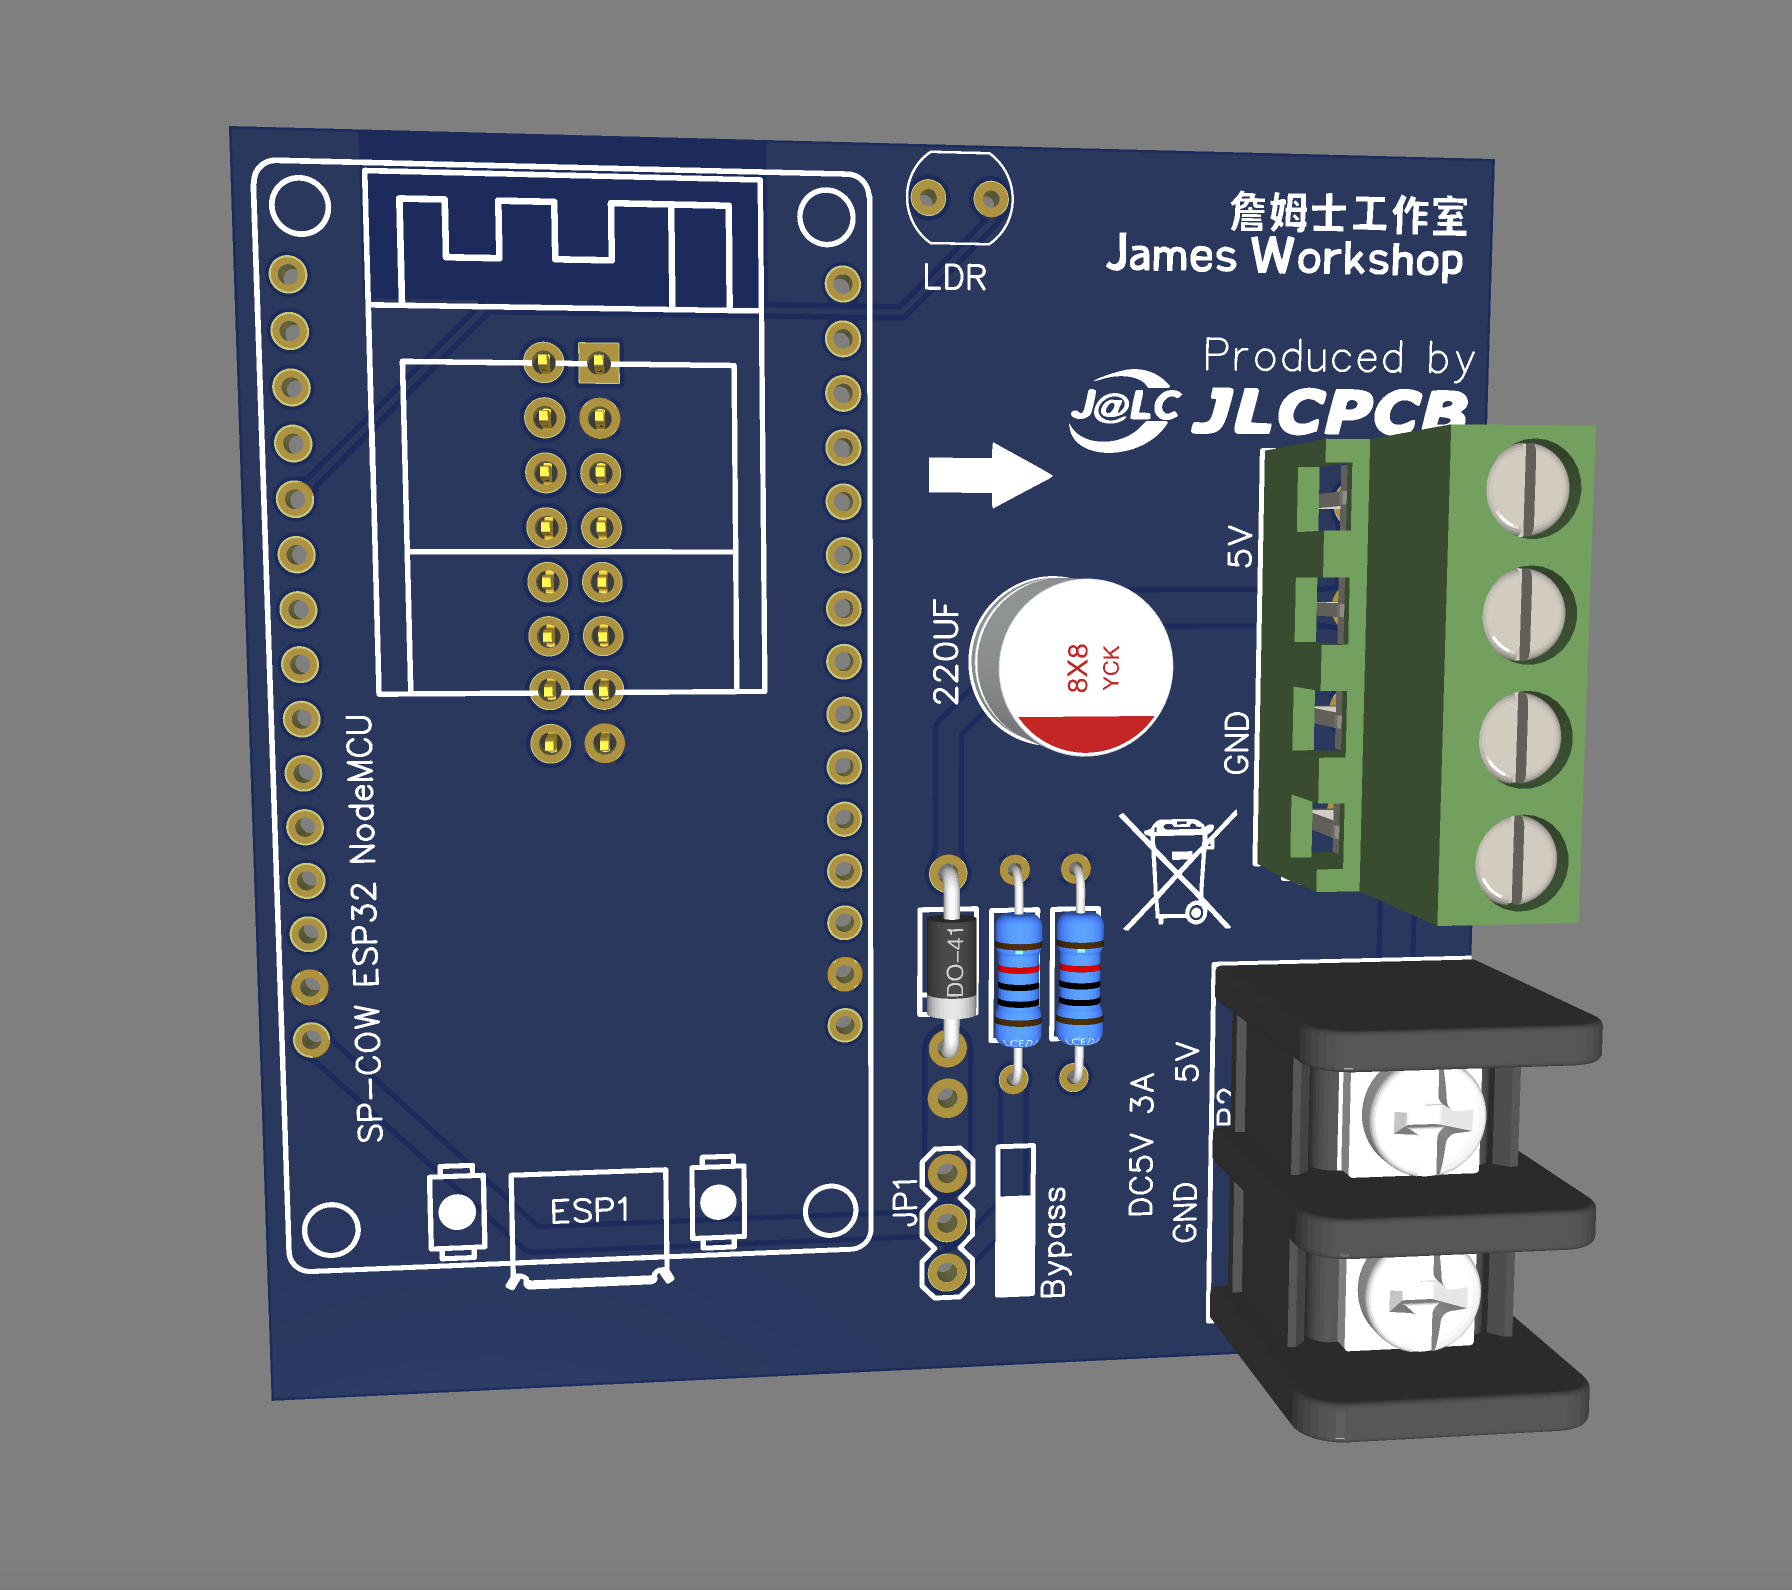 詹姆士工作室
James Workshop
LDR
Produced by
J@LC JLCPCB
5V
220UF
8X8
YCK
GND
SP-COW ESP32 NodeMCU
DO-41
5V
DC5V 3A
GND
JP1
ESP1
Bypass